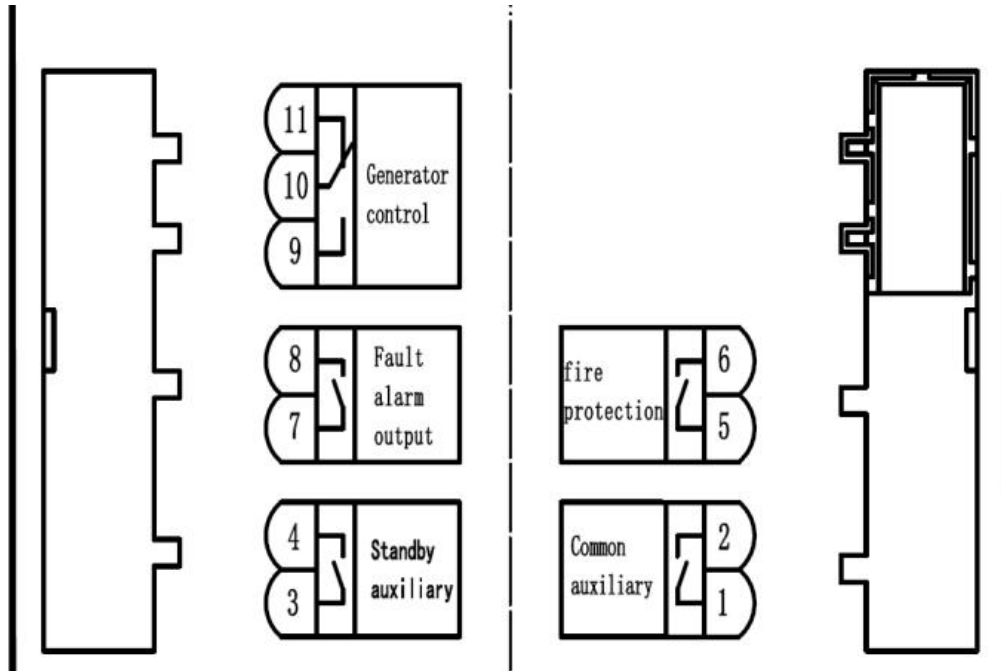 11
10
9
Generator
control
8
7
Fault
alarm
output
fire
protection
6
5
4
3
Standby
auxiliary
Common
auxiliary
2
1